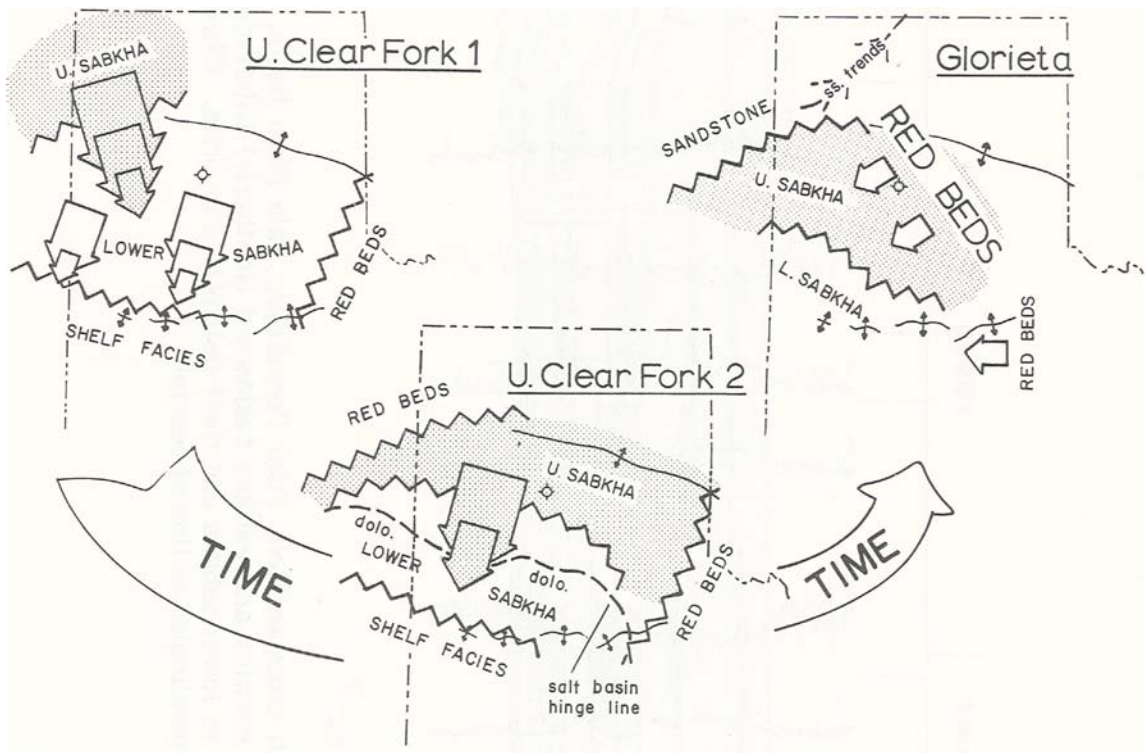 U. SABKHA
U. Clear Fork 1
LOWER
SABKHA
RED BEDS
SHELF FACIES
ss. trends
Glorieta
SANDSTONE
RED BEDS
U. SABKHA
L. SABKHA
RED BEDS
U. Clear Fork 2
RED BEDS
U. SABKHA
dolo.
LOWER
dolo.
SABKHA
RED BEDS
SHELF FACIES
salt basin
hinge line
TIME
TIME